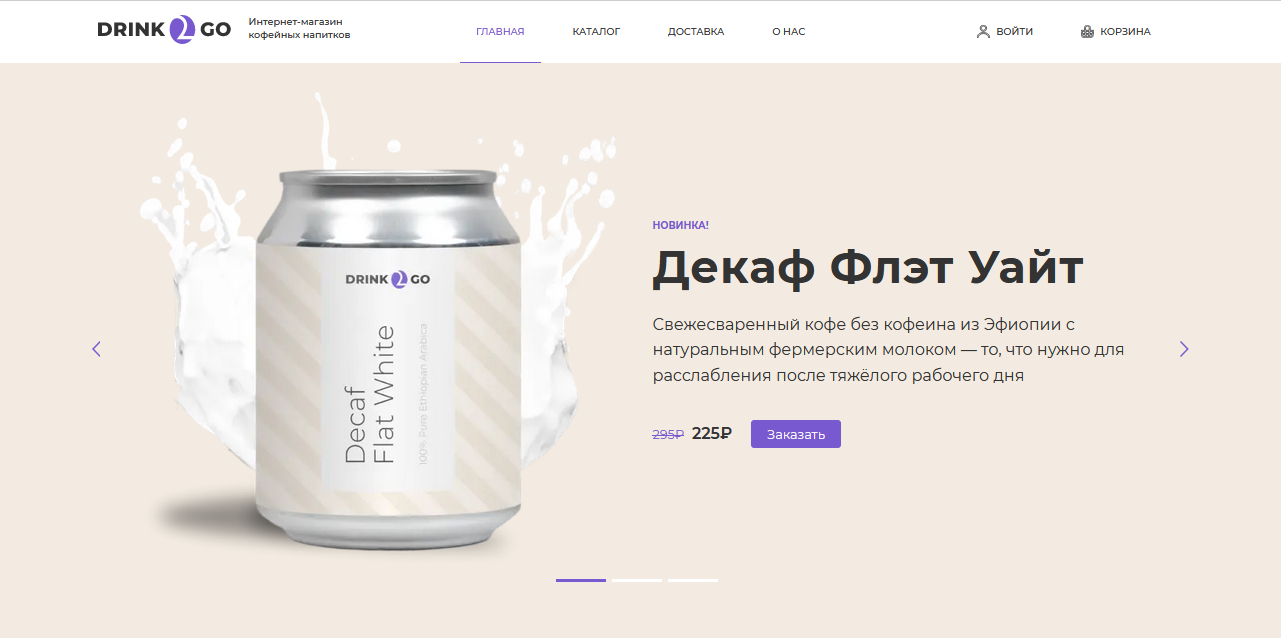 DRINK 2 GO
Интернет-магазин
кофейных напитков
ГЛАВНАЯ
КАТАЛОГ
ДОСТАВКА
О НАС
ВОЙТИ
КОРЗИНА
DRINK 2 GO
Decaf
Flat White
100% Pure Ethiopian Arabica
НОВИНКА!
Декаф Флэт Уайт
Свежесваренный кофе без кофеина из Эфиопии с
натуральным фермерским молоком — то, что нужно для
расслабления после тяжёлого рабочего дня
295₽ 225₽ Заказать